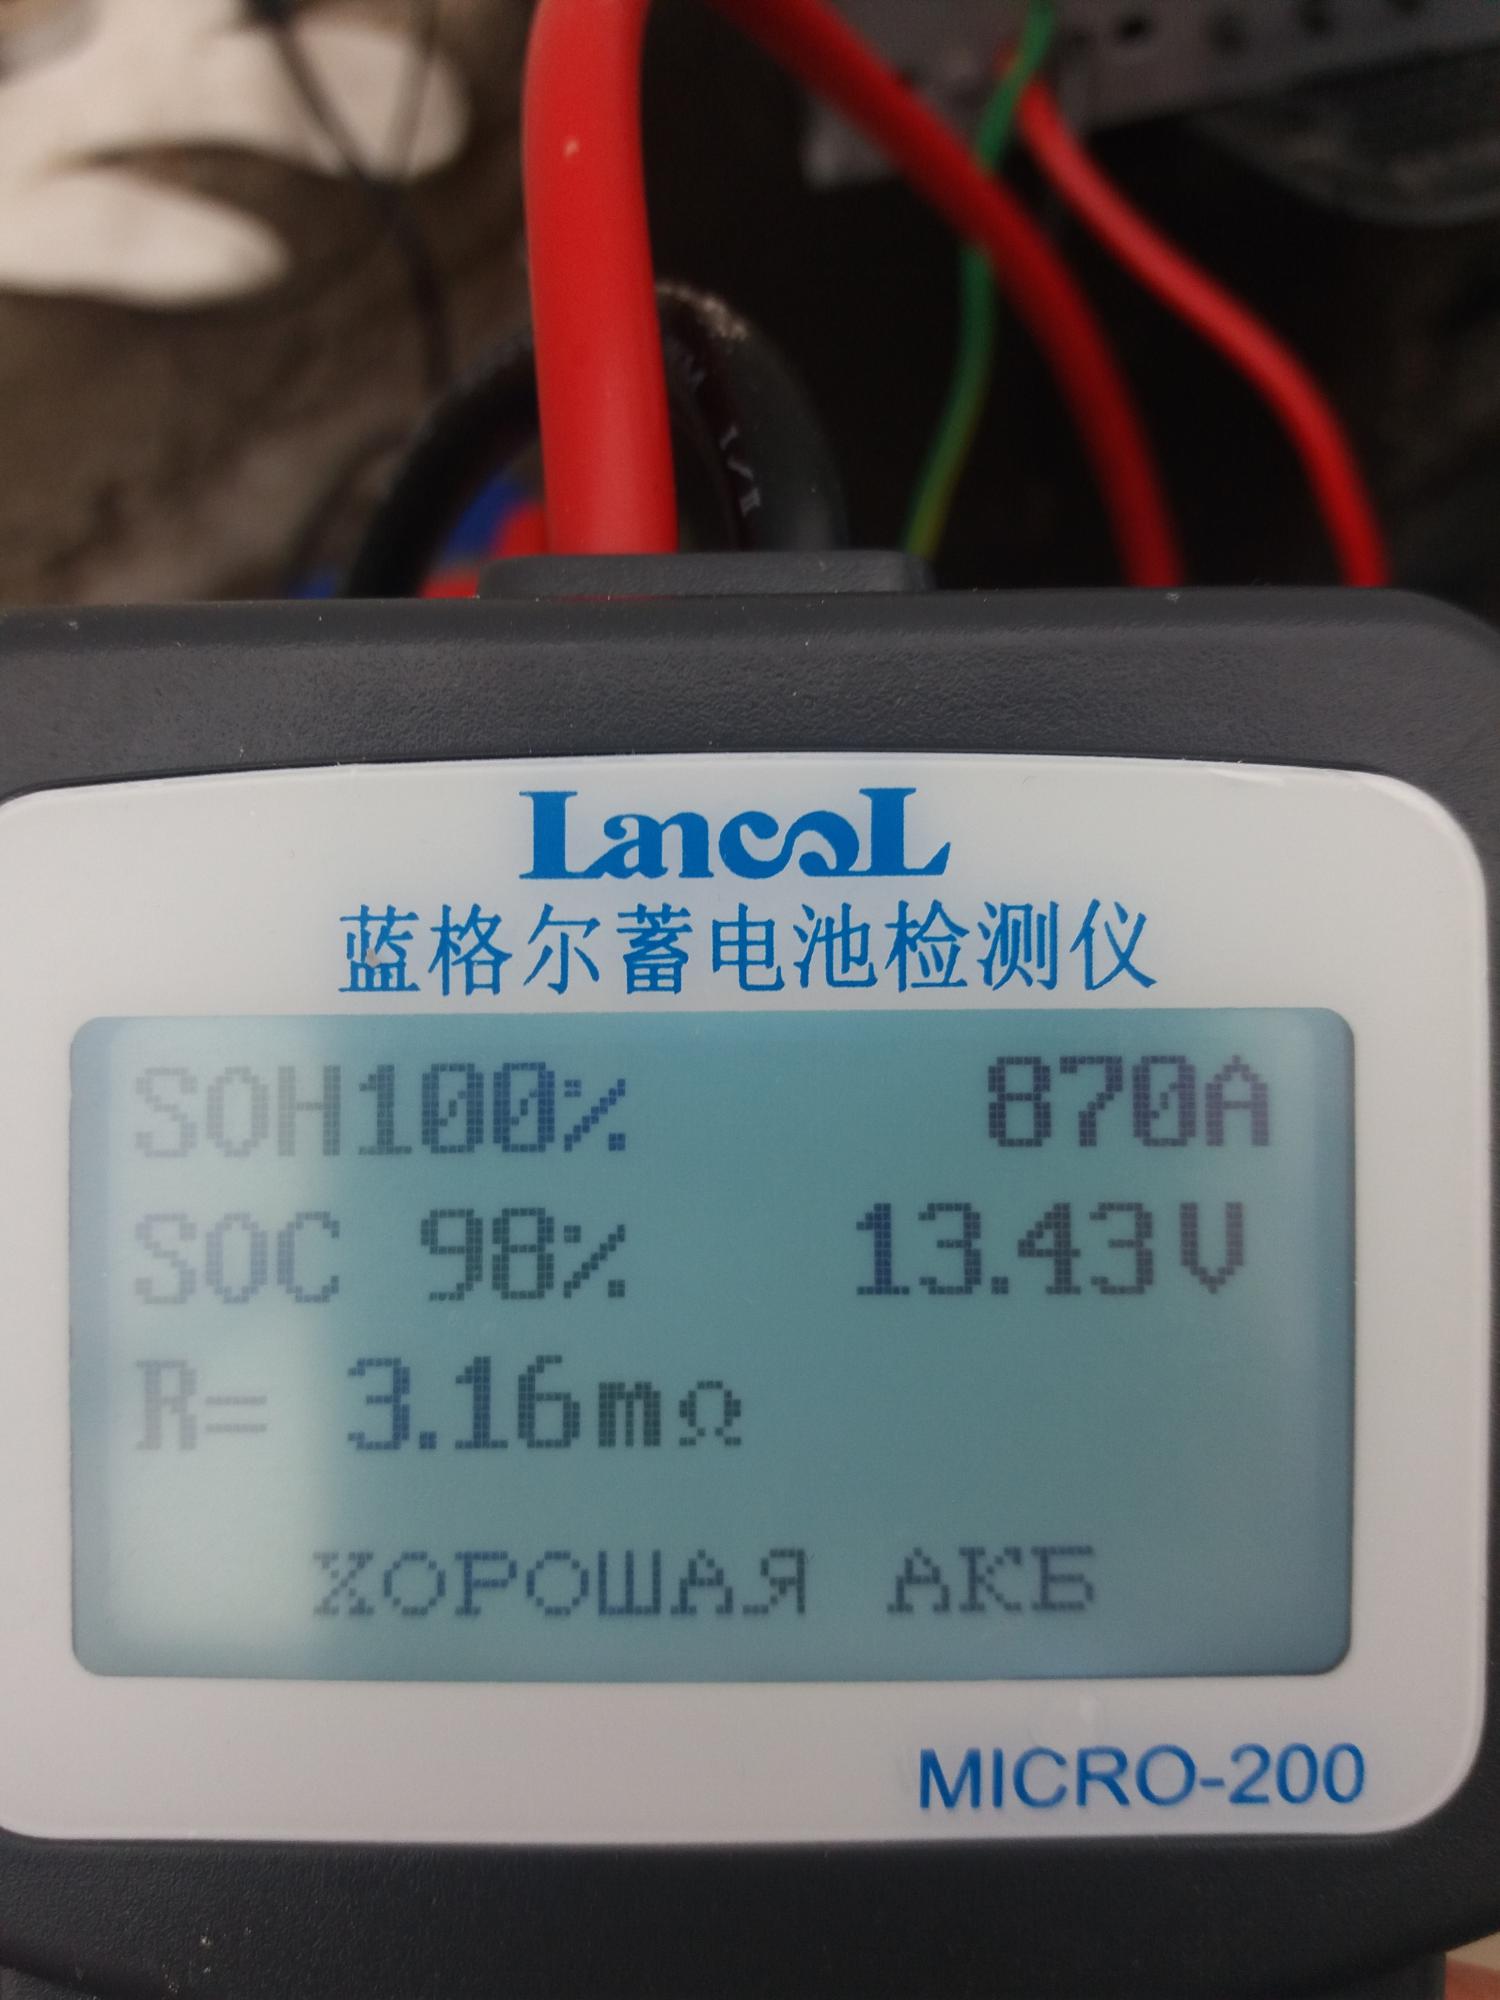 LancoL
蓝格尔蓄电池检测仪
SOH100% 870A
SOC 98% 13.43V
R= 3.16mΩ
ХОРОШАЯ АКБ
MICRO-200